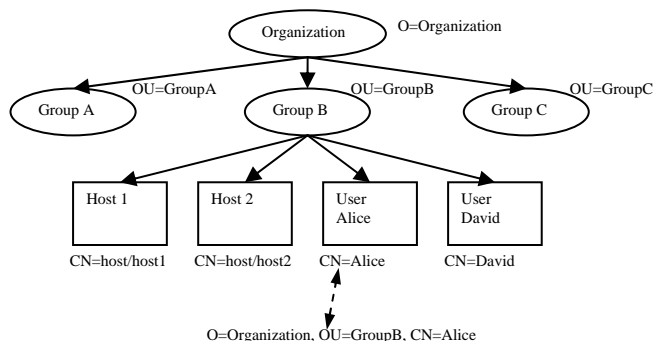 Organization
O=Organization
Group A
OU=GroupA
Group B
OU=GroupB
Group C
OU=GroupC
Host 1
Host 2
User
Alice
User
David
CN=host/host1
CN=host/host2
CN=Alice
CN=David
O=Organization, OU=GroupB, CN=Alice